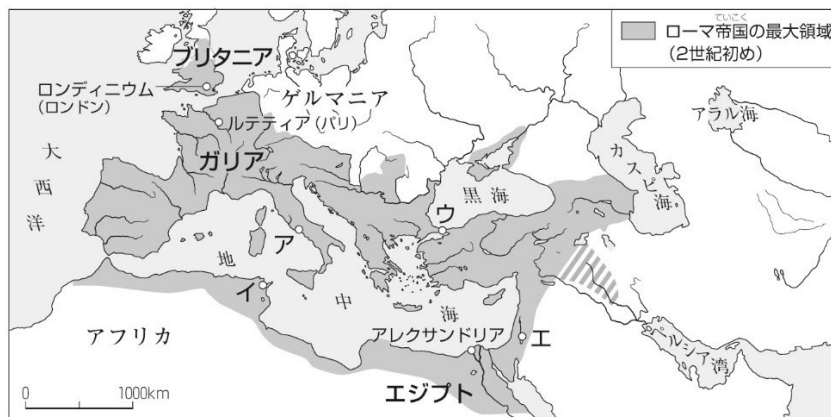 ていこく
ローマ帝国の最大領域
(2世紀初め)
ブリタニア
ロンディニウム
(ロンドン)
ゲルマニア
ルテティア(パリ)
ガリア
大西洋
アラル海
カスピ海
黒海
ウ
ア
イ
地中海
アフリカ
アレクサンドリア
エ
ペルシア湾
エジプト
0 1000km